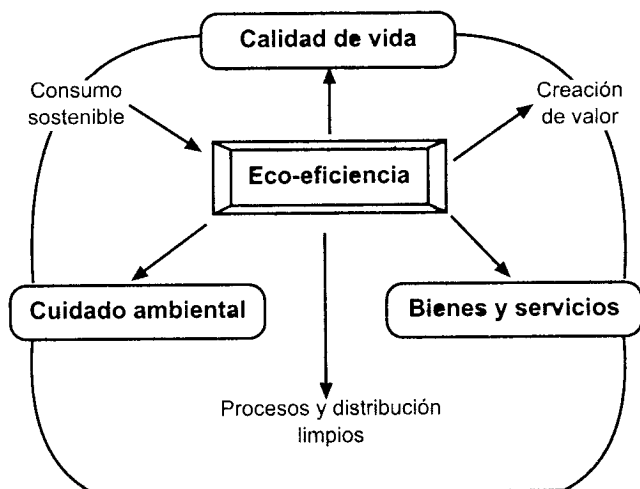 Calidad de vida
Consumo
sostenible
Creación
de valor
Eco-eficiencia
Cuidado ambiental
Bienes y servicios
Procesos y distribución
limpios